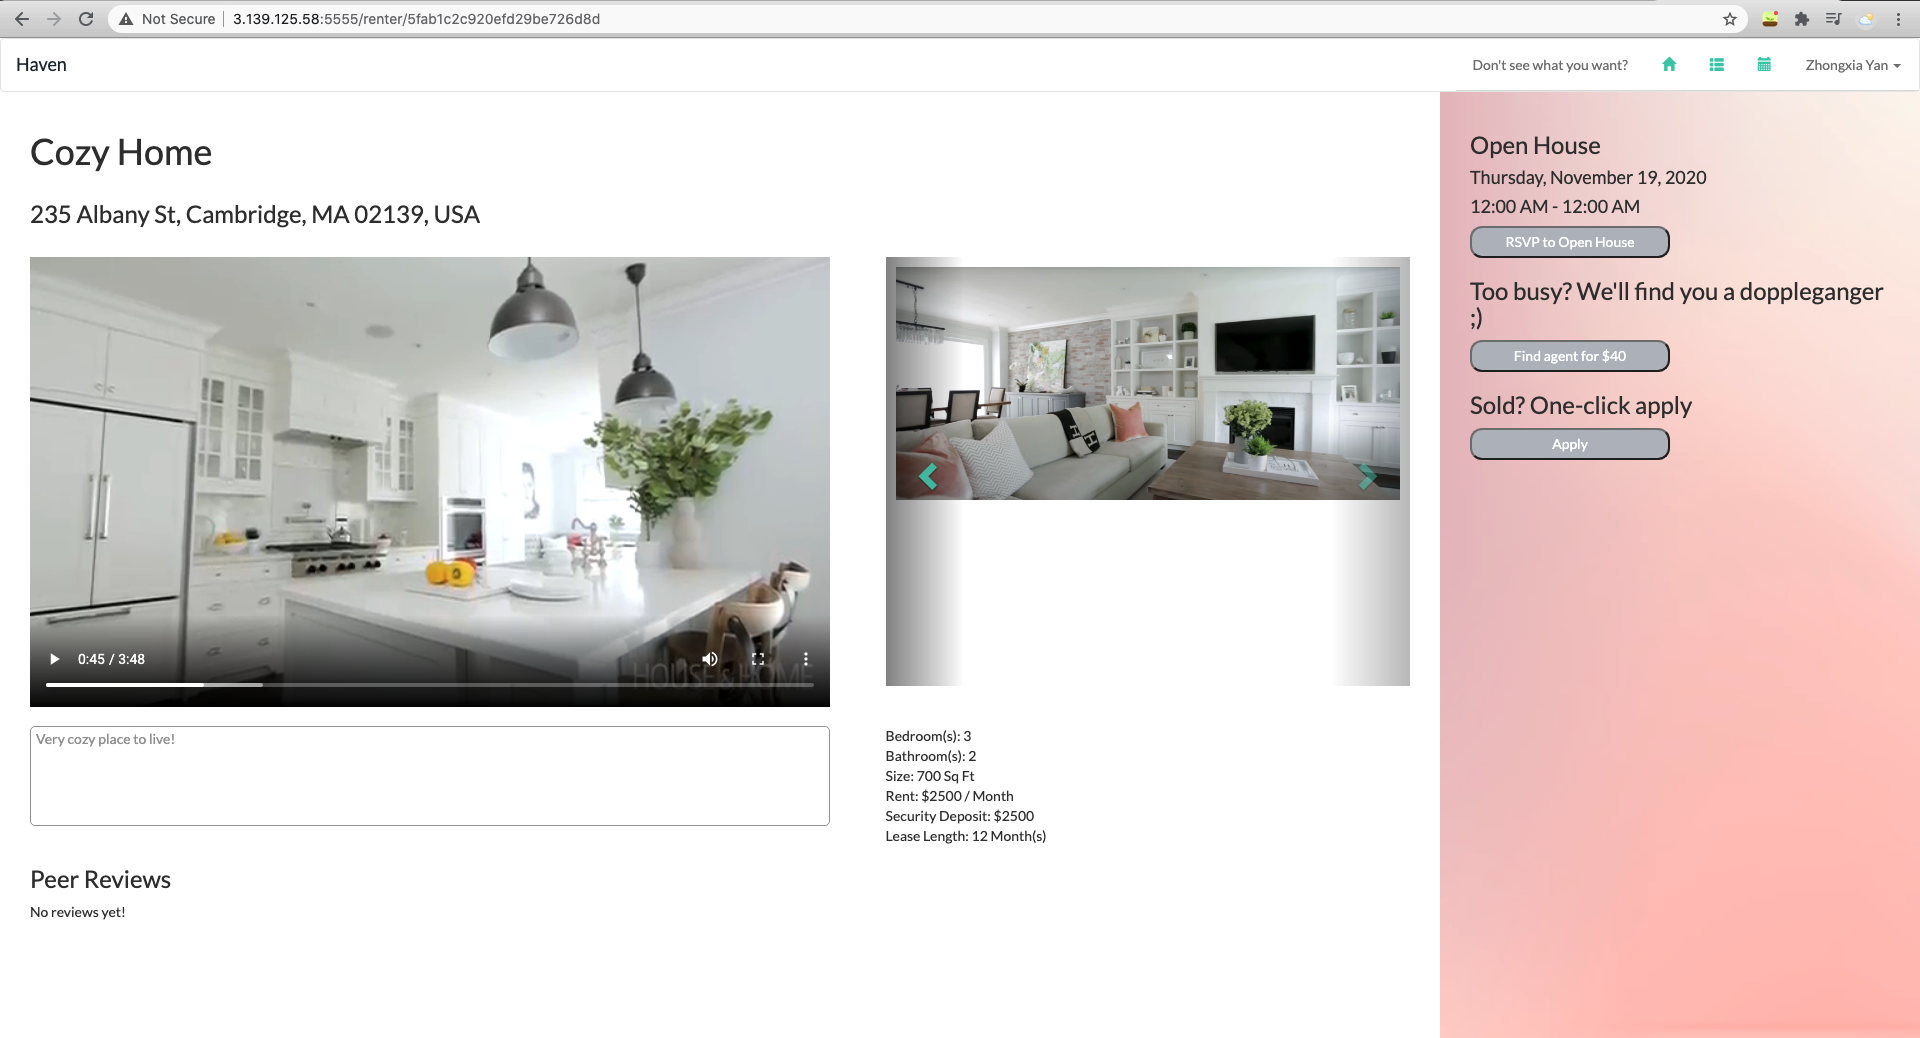 Not Secure
3.139.125.58:5555/renter/5fab1c2c920efd29be726d8d
Haven
Don't see what you want?
Zhongxia Yan
Cozy Home
235 Albany St, Cambridge, MA 02139, USA
0:45 / 3:48
HOUSE & HOME
H
Very cozy place to live!
Bedroom(s): 3
Bathroom(s): 2
Size: 700 Sq Ft
Rent: $2500 / Month
Security Deposit: $2500
Lease Length: 12 Month(s)
Peer Reviews
No reviews yet!
Open House
Thursday, November 19, 2020
12:00 AM - 12:00 AM
RSVP to Open House
Too busy? We'll find you a doppleganger
;)
Find agent for $40
Sold? One-click apply
Apply